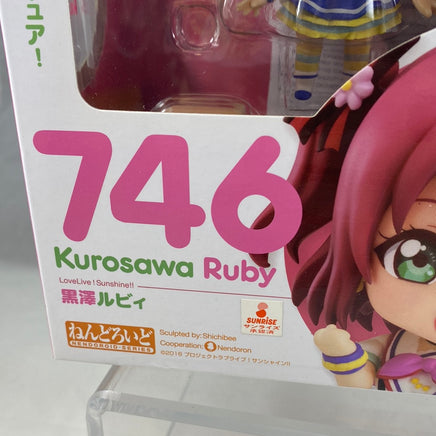 ュア!
746
Kurosawa Ruby
LoveLive! Sunshine!!
黒澤ルビィ
SUNRISE
サンライズ
承認済
ねんどろいど
NENDOROID-SERIES
Sculpted by: Shichibee
Cooperation: Nendoron
©2016 プロジェクトラブライブ!サンシャイン!!